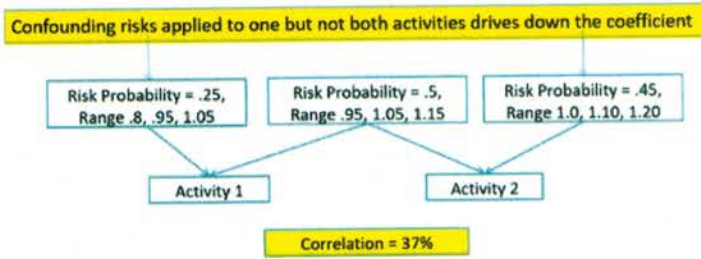 Confounding risks applied to one but not both activities drives down the coefficient
Risk Probability = .25,
Range .8, .95, 1.05
Risk Probability = .5,
Range .95, 1.05, 1.15
Risk Probability = .45,
Range 1.0, 1.10, 1.20
Activity 1
Activity 2
Correlation = 37%